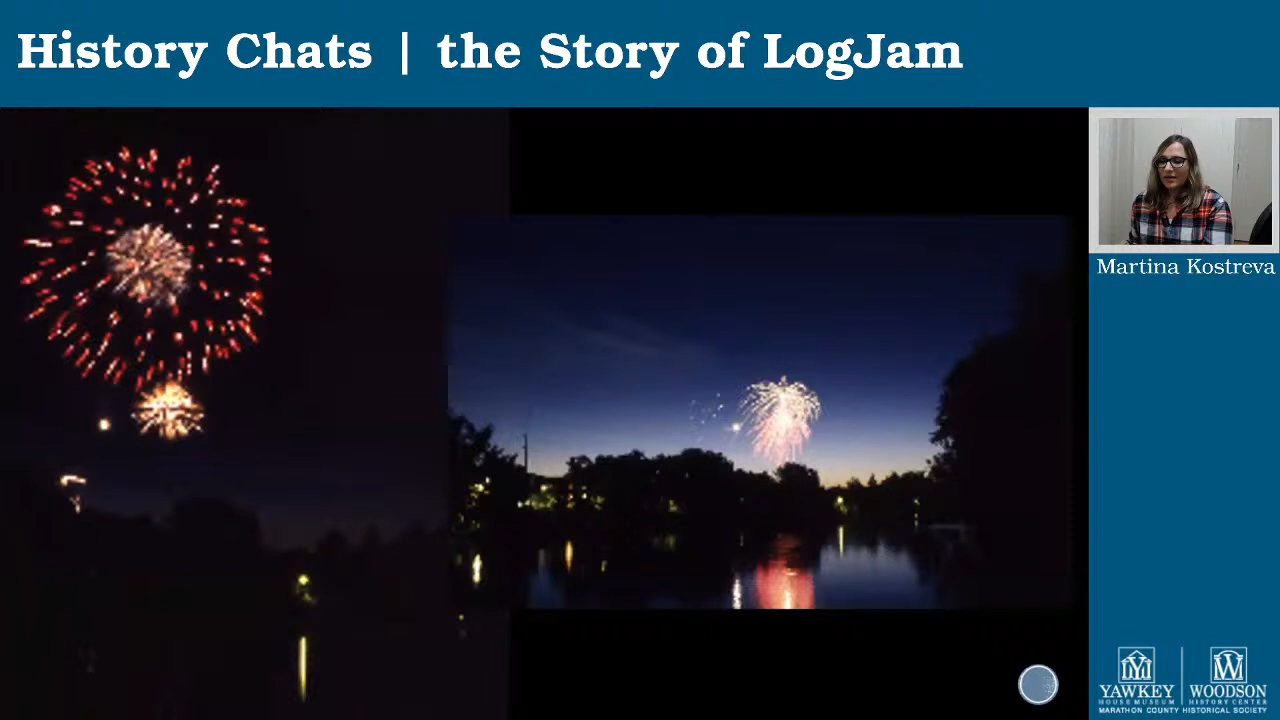 History Chats | the Story of LogJam
Martina Kostreva
YAWKEY
HOUSE MUSEUM
WOODSON
HISTORY CENTER
MARATHON COUNTY HISTORICAL SOCIETY